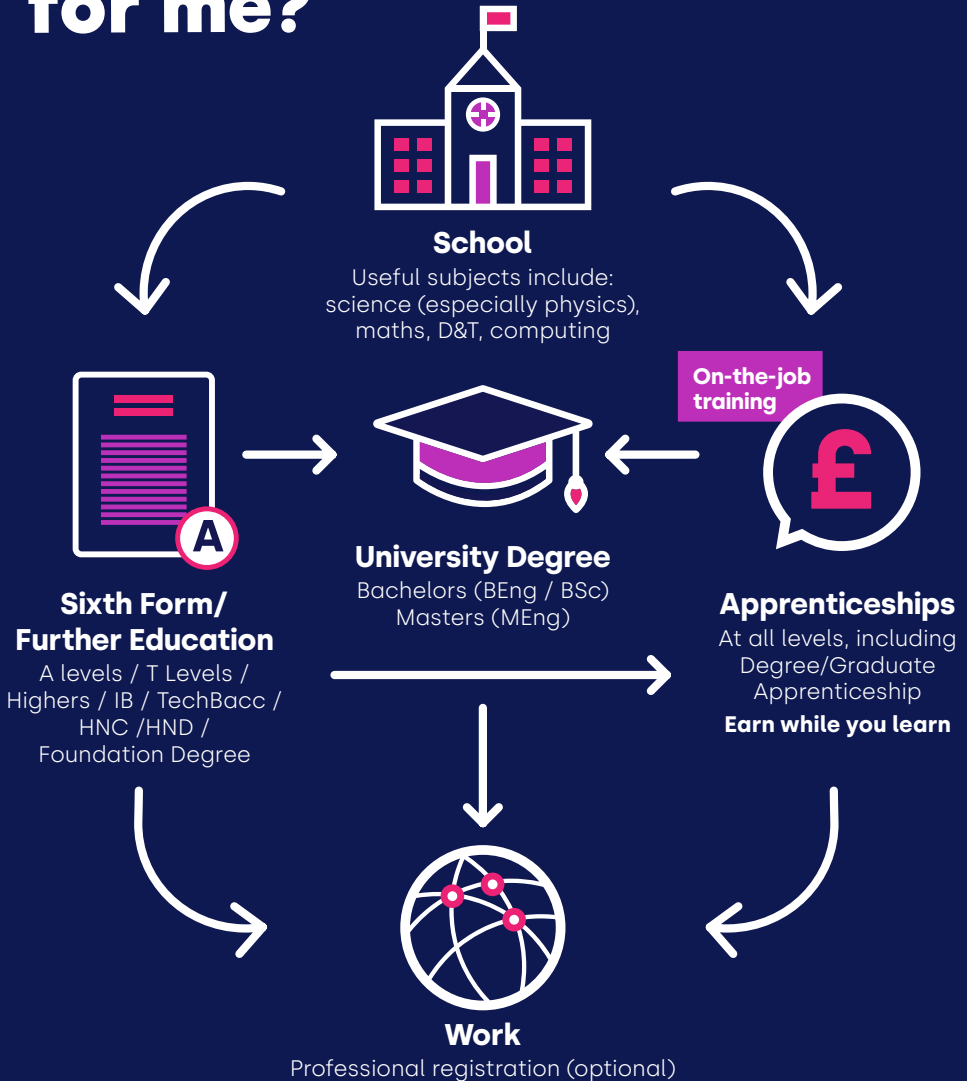 for me?
School
Useful subjects include:
science (especially physics),
maths, D&T, computing
On-the-job
training
£
A
University Degree
Bachelors (BEng / BSc)
Masters (MEng)
Sixth Form/
Further Education
A levels / T Levels /
Highers / IB / TechBacc /
HNC /HND /
Foundation Degree
Apprenticeships
At all levels, including
Degree/Graduate
Apprenticeship
Earn while you learn
Work
Professional registration (optional)